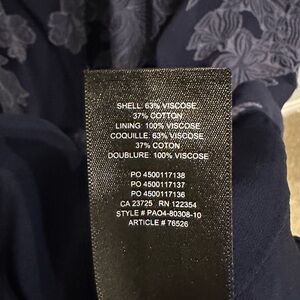 SHELL: 63% VISCOSE
37% COTTON
LINING: 100% VISCOSE
COQUILLE: 63% VISCOSE
37% COTON
DOUBLURE: 100% VISCOSE
PO 4500117138
PO 4500117137
PO 4500117136
CA 23725 RN 122354
STYLE # PAO4-80308-10
ARTICLE # 76526